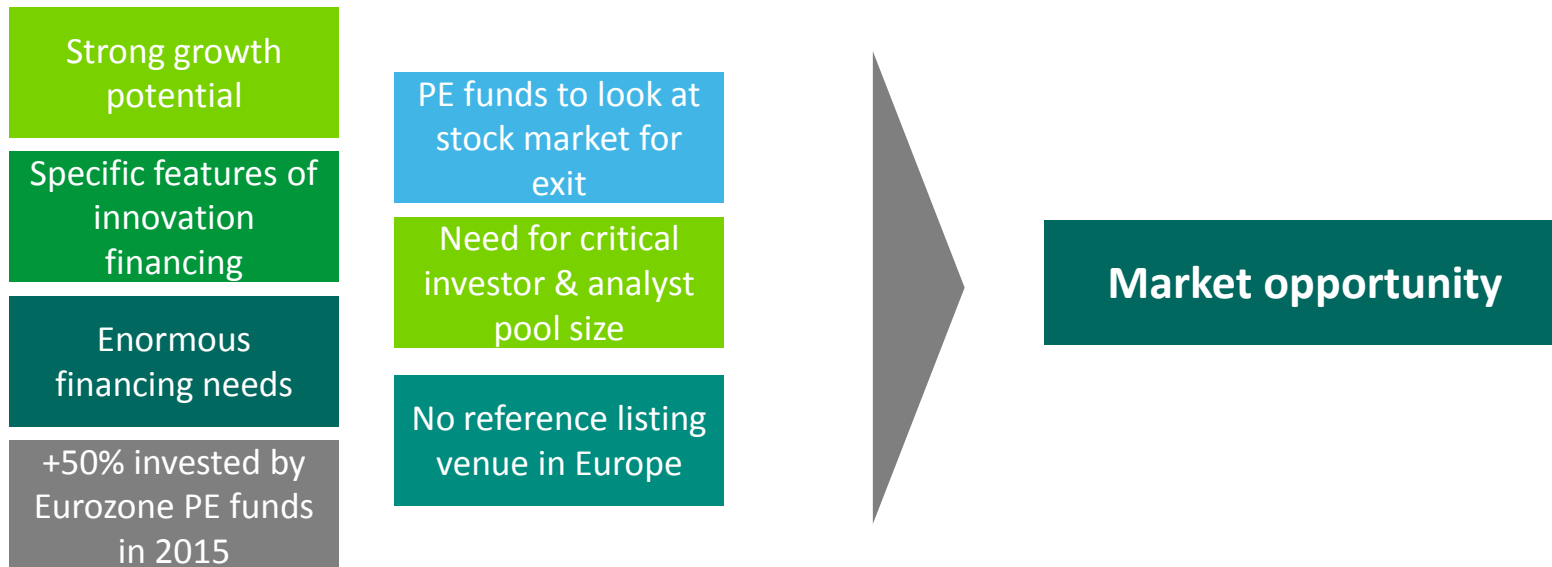 Strong growth
potential
Specific features of
innovation
financing
Enormous
financing needs
+50% invested by
Eurozone PE funds
in 2015
PE funds to look at
stock market for
exit
Need for critical
investor & analyst
pool size
No reference listing
venue in Europe
Market opportunity